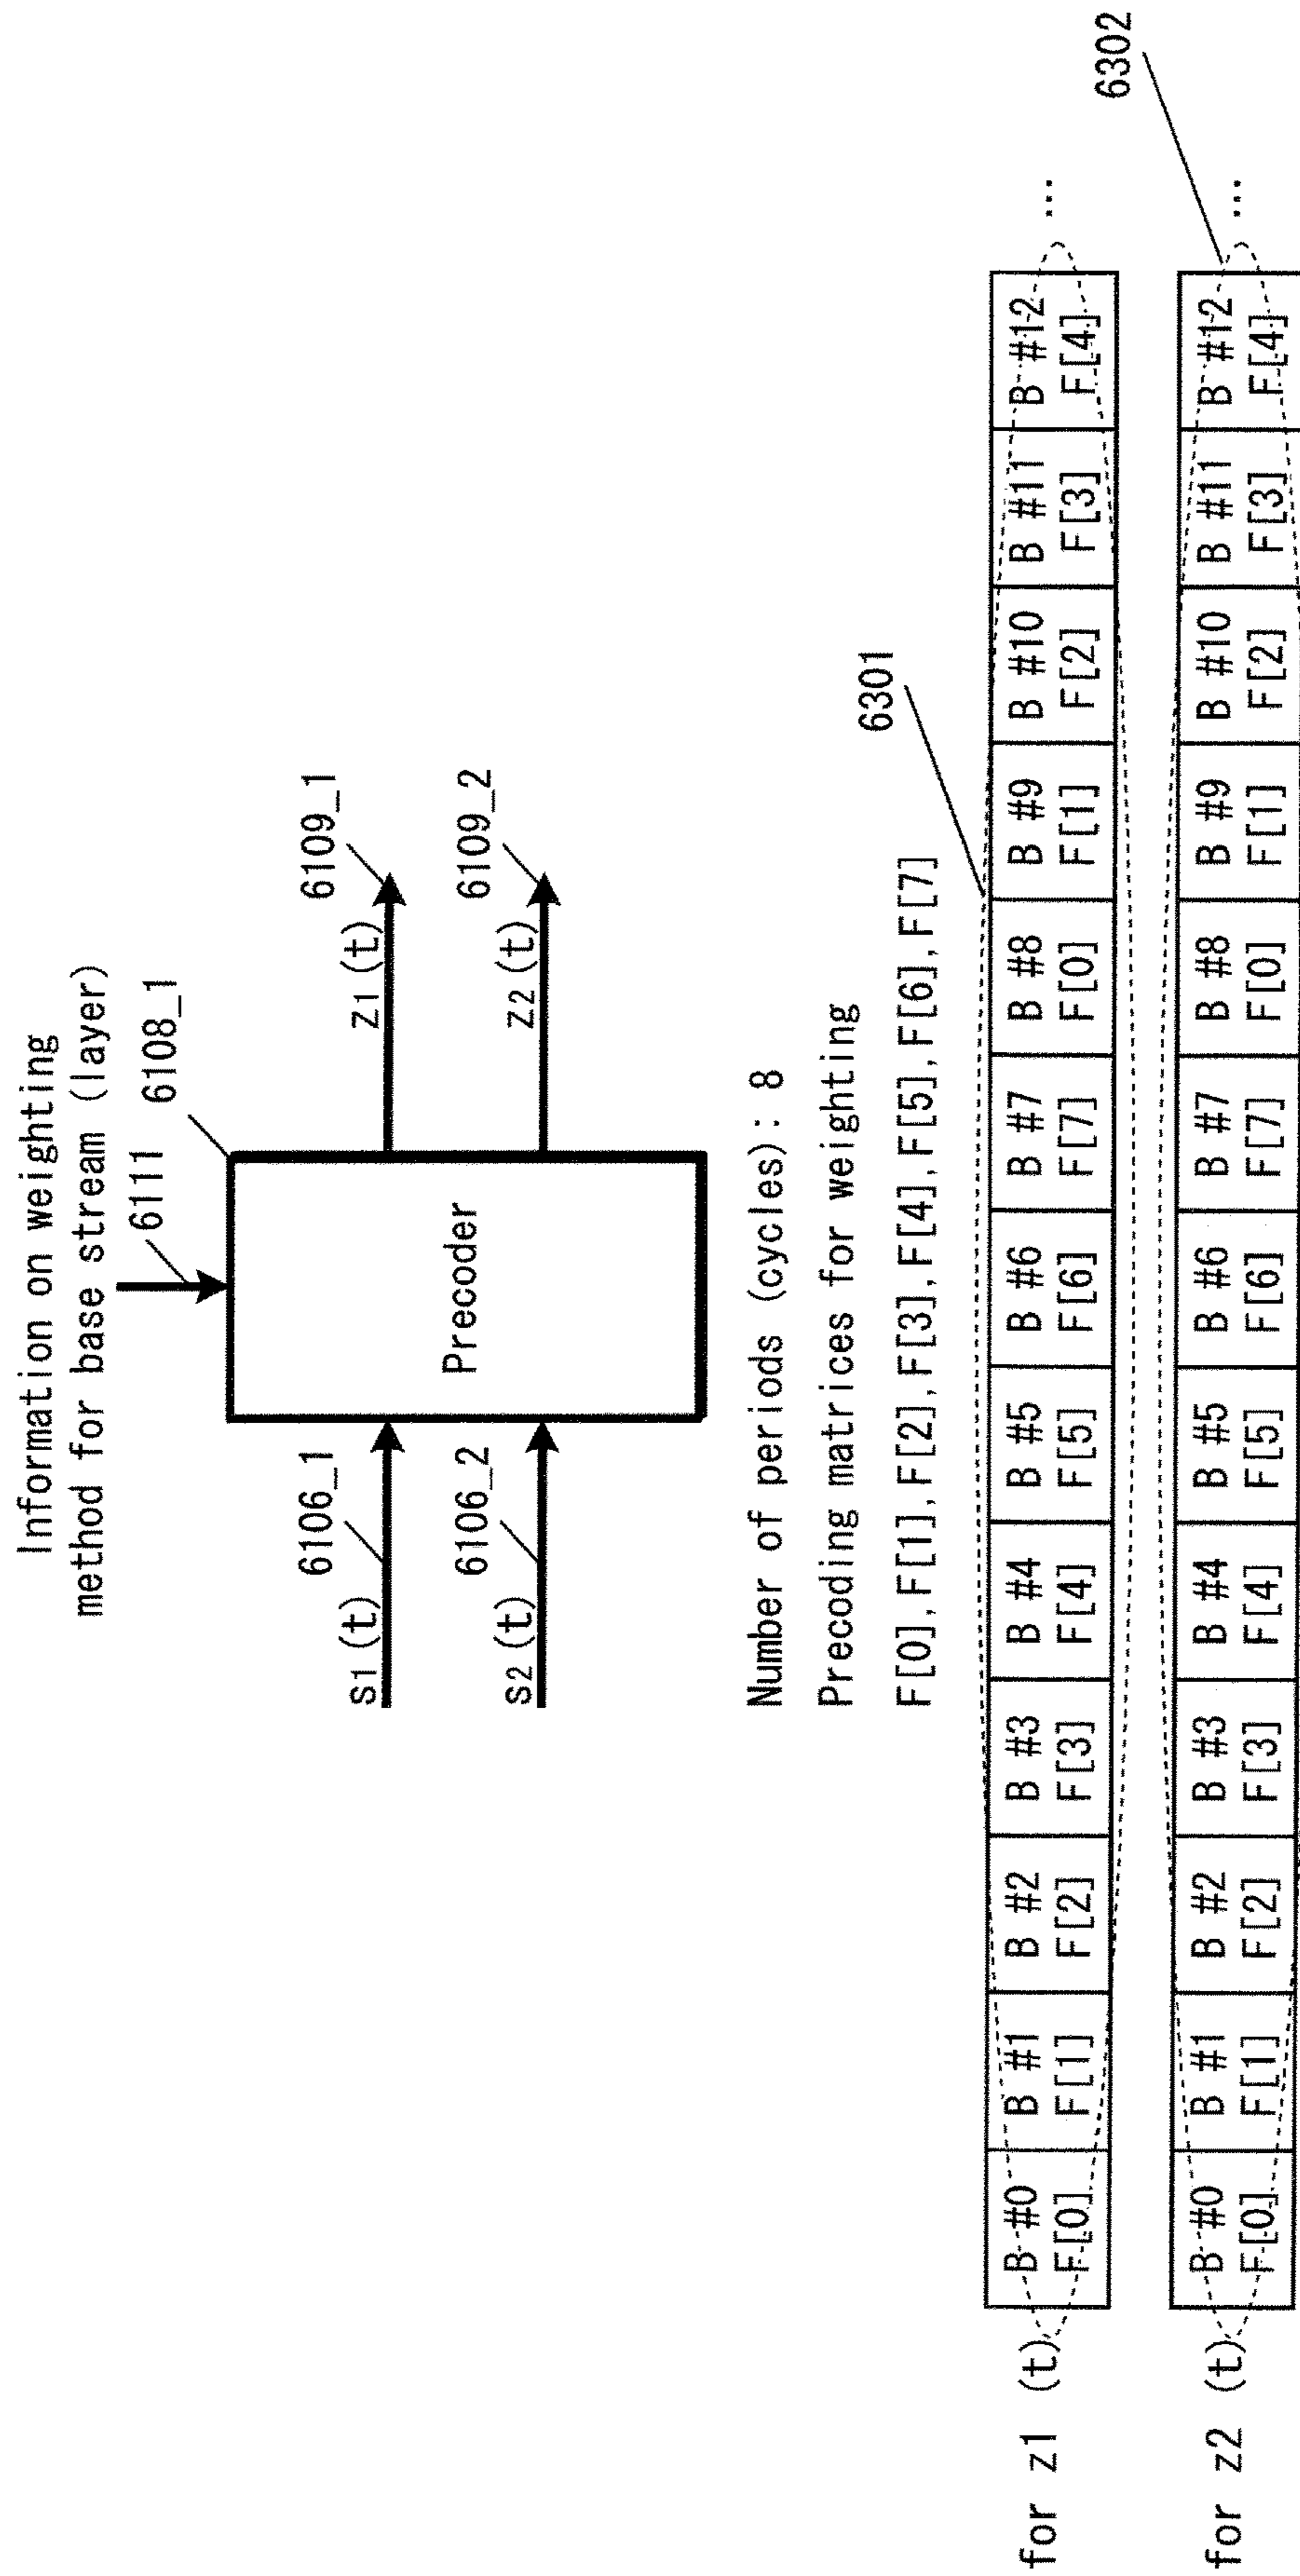 Information on weighting
method for base stream (layer)
6111
6108_1
6106_1
s1(t)
6106_2
s2(t)
Precoder
6109_1
z1(t)
6109_2
z2(t)
Number of periods (cycles): 8
Precoding matrices for weighting
F[0],F[1],F[2],F[3],F[4],F[5],F[6],F[7]
6301
for z1 (t)
B #0 B #1 B #2 B #3 B #4 B #5 B #6 B #7 B #8 B #9 B #10 B #11 B #12 ...
F[0] F[1] F[2] F[3] F[4] F[5] F[6] F[7] F[0] F[1] F[2] F[3] F[4]
6302
for z2 (t)
B #0 B #1 B #2 B #3 B #4 B #5 B #6 B #7 B #8 B #9 B #10 B #11 B #12 ...
F[0] F[1] F[2] F[3] F[4] F[5] F[6] F[7] F[0] F[1] F[2] F[3] F[4]